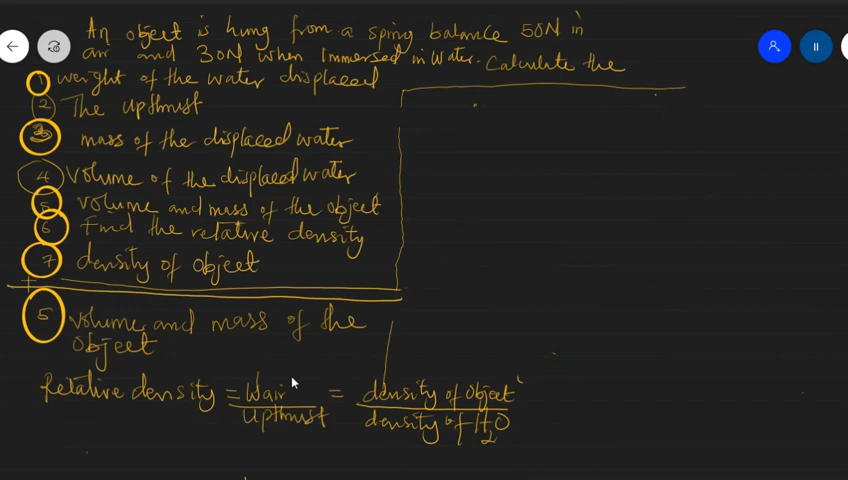 An object is hung from a spring balance 50N in
air and 30N when immersed in water. Calculate the
1 weight of the water displaced
2 The upthrust
3 mass of the displaced water
4 volume of the displaced water
5 volume and mass of the object
6 Find the relative density
7 density of object
5 volume and mass of the
object
Relative density = Wair = density of object
Upthrust density of H2O